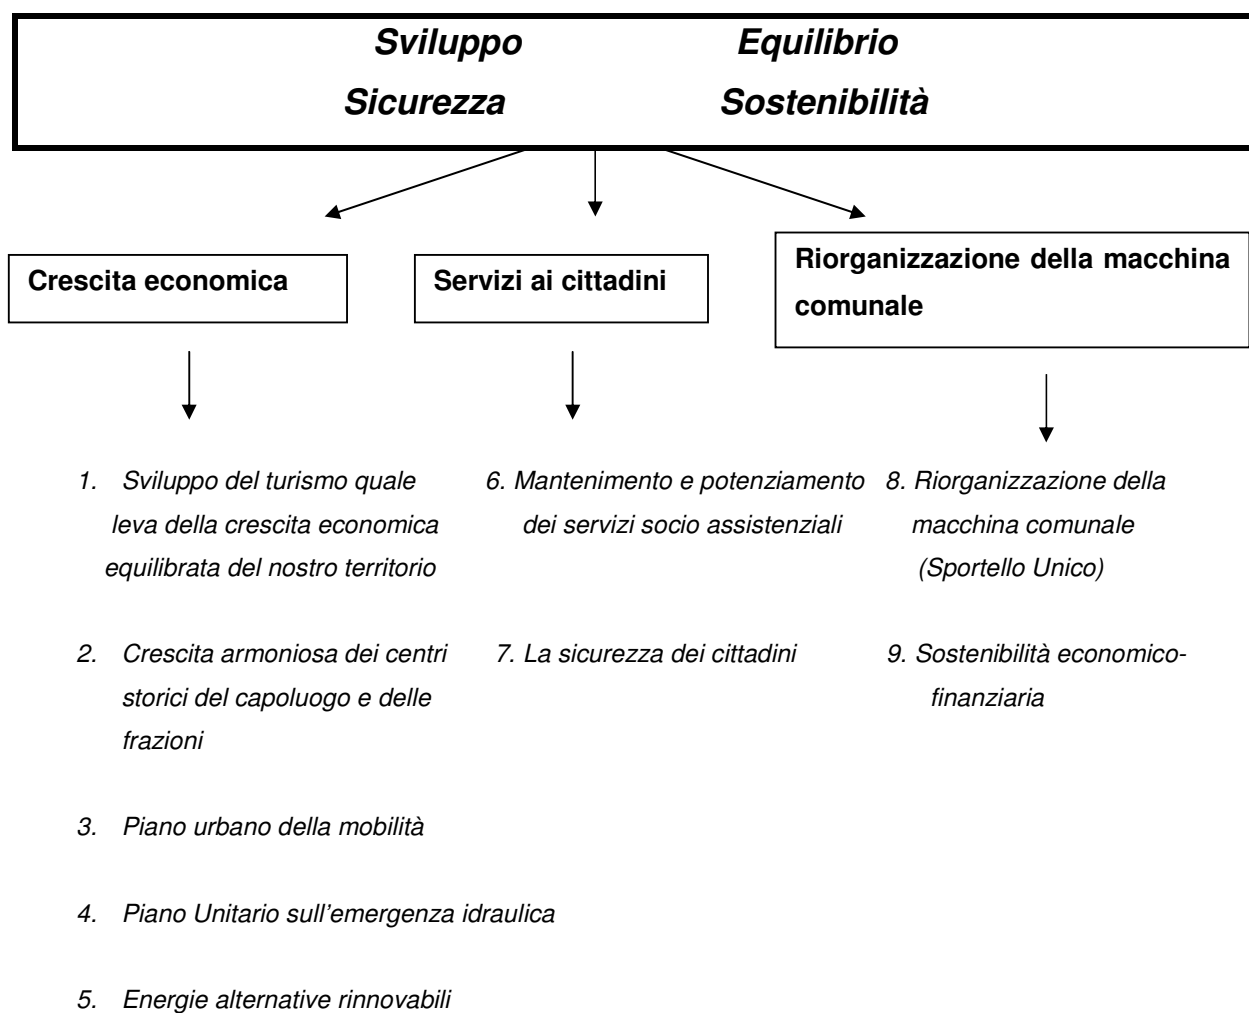 Sviluppo Equilibrio
Sicurezza Sostenibilità
Crescita economica
Servizi ai cittadini
Riorganizzazione della macchina
comunale
1. Sviluppo del turismo quale
leva della crescita economica
equilibrata del nostro territorio
2. Crescita armoniosa dei centri
storici del capoluogo e delle
frazioni
3. Piano urbano della mobilità
4. Piano Unitario sull'emergenza idraulica
5. Energie alternative rinnovabili
6. Mantenimento e potenziamento
dei servizi socio assistenziali
7. La sicurezza dei cittadini
8. Riorganizzazione della
macchina comunale
(Sportello Unico)
9. Sostenibilità economico-
finanziaria